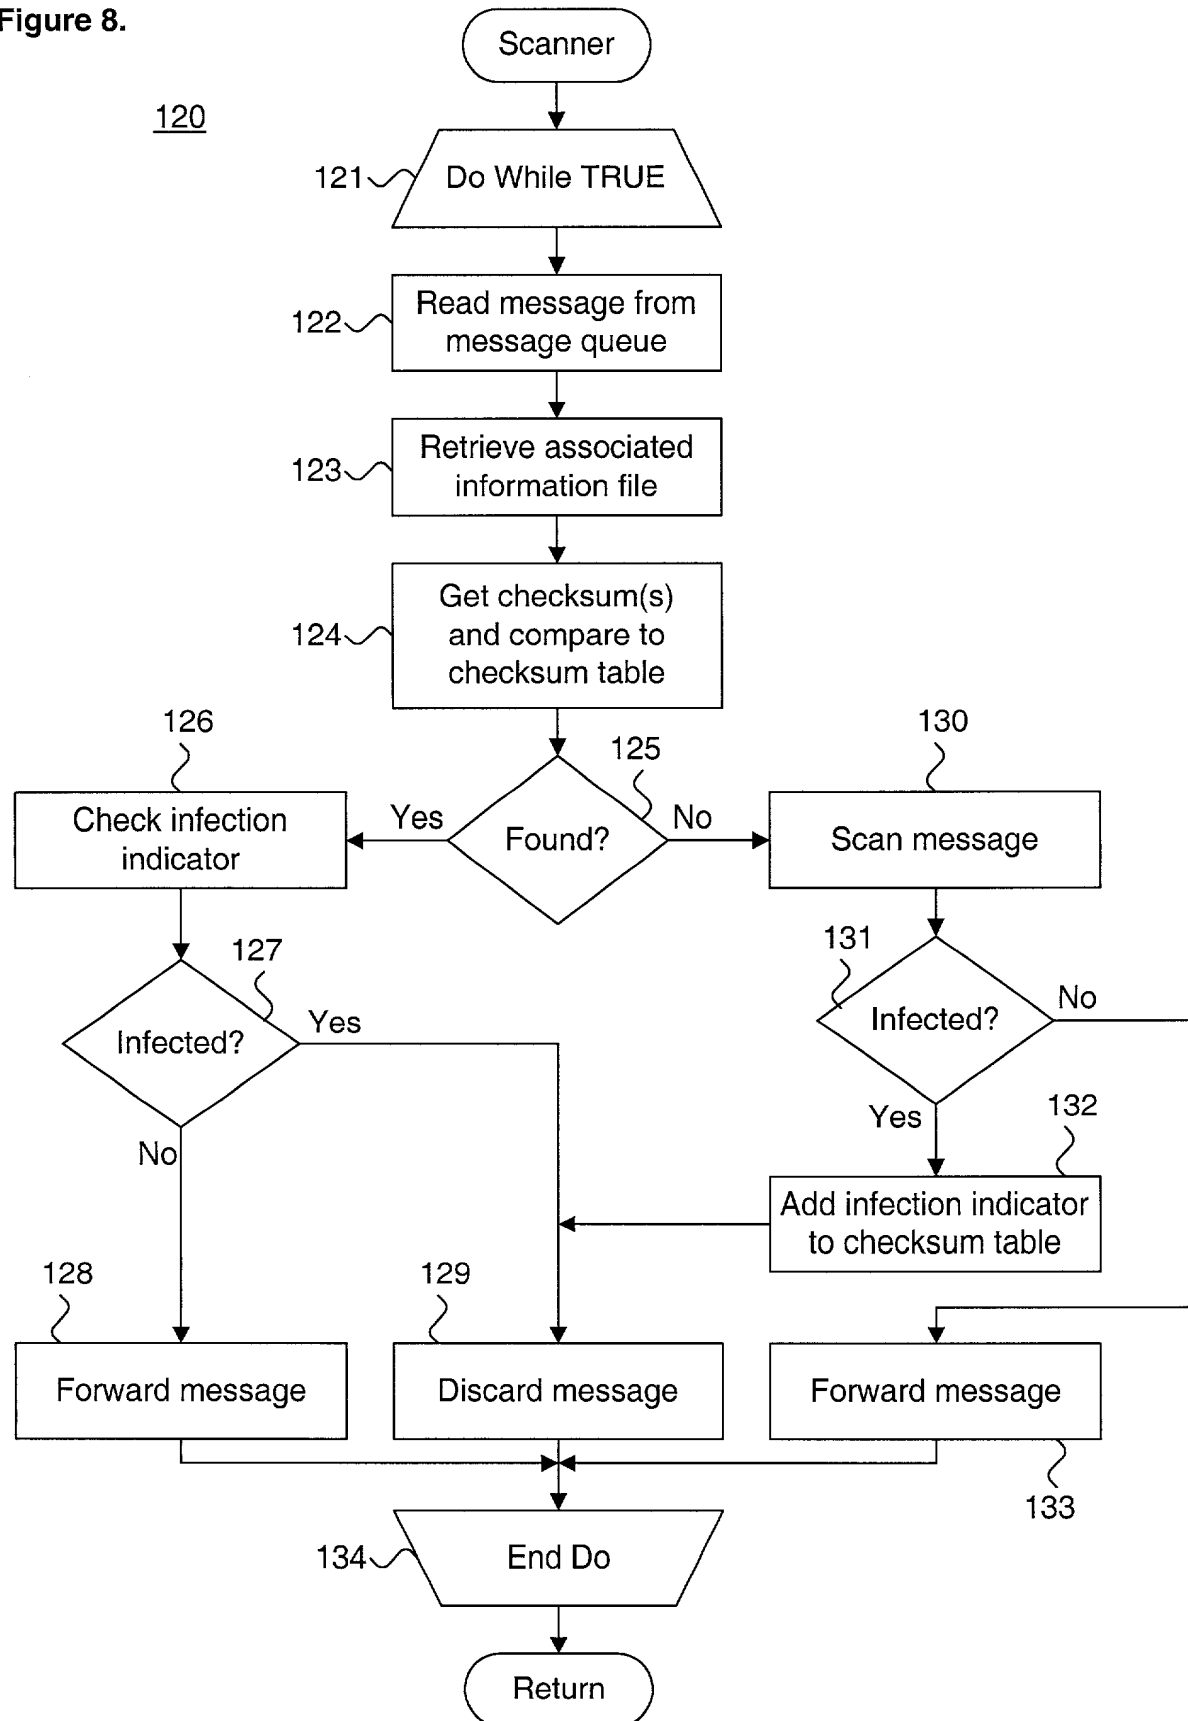 Figure 8.
Scanner
120
121
Do While TRUE
122
Read message from
message queue
123
Retrieve associated
information file
124
Get checksum(s)
and compare to
checksum table
126
125
130
Check infection
indicator
Yes
Found?
No
Scan message
127
131
Infected?
Yes
Infected?
No
No
Yes
132
Add infection indicator
to checksum table
128
129
Forward message
Discard message
Forward message
133
134
End Do
Return